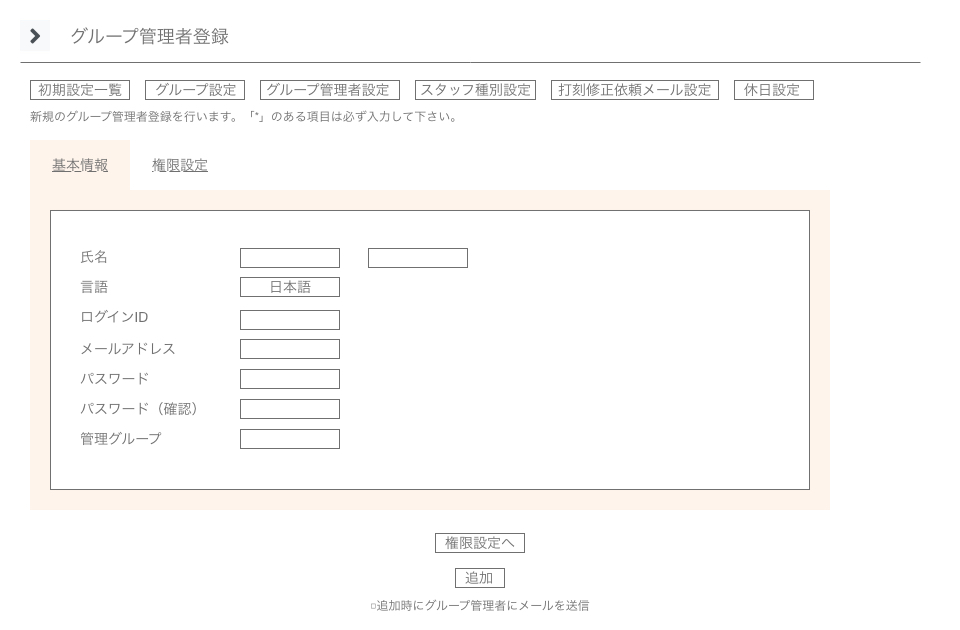 グループ管理者登録
初期設定一覧 グループ設定 グループ管理者設定 スタッフ種別設定 打刻修正依頼メール設定 休日設定
新規のグループ管理者登録を行います。「*」のある項目は必ず入力して下さい。
基本情報 権限設定
氏名
言語 日本語
ログインID
メールアドレス
パスワード
パスワード（確認）
管理グループ
権限設定へ
追加
□追加時にグループ管理者にメールを送信